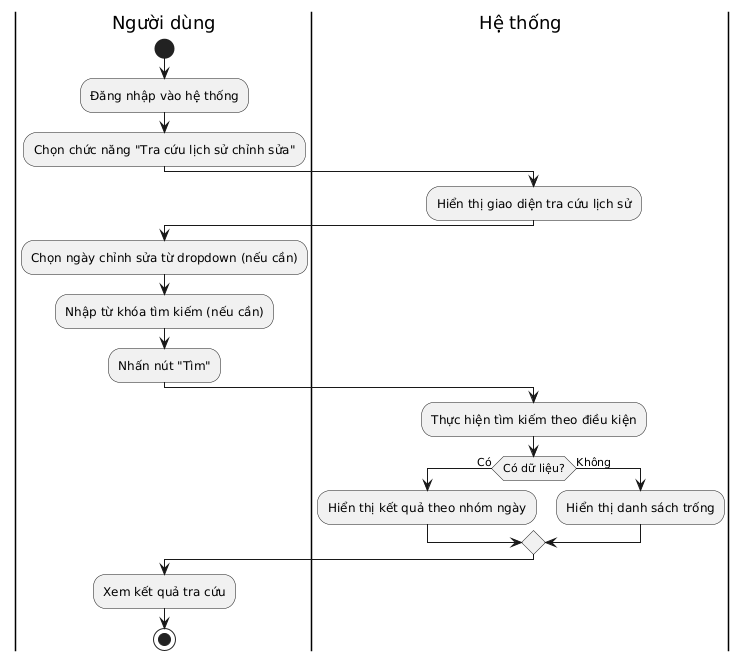 Người dùng
Hệ thống
Đăng nhập vào hệ thống
Chọn chức năng "Tra cứu lịch sử chỉnh sửa"
Hiển thị giao diện tra cứu lịch sử
Chọn ngày chỉnh sửa từ dropdown (nếu cần)
Nhập từ khóa tìm kiếm (nếu cần)
Nhấn nút "Tìm"
Thực hiện tìm kiếm theo điều kiện
Có
Có dữ liệu?
Không
Hiển thị kết quả theo nhóm ngày
Hiển thị danh sách trống
Xem kết quả tra cứu